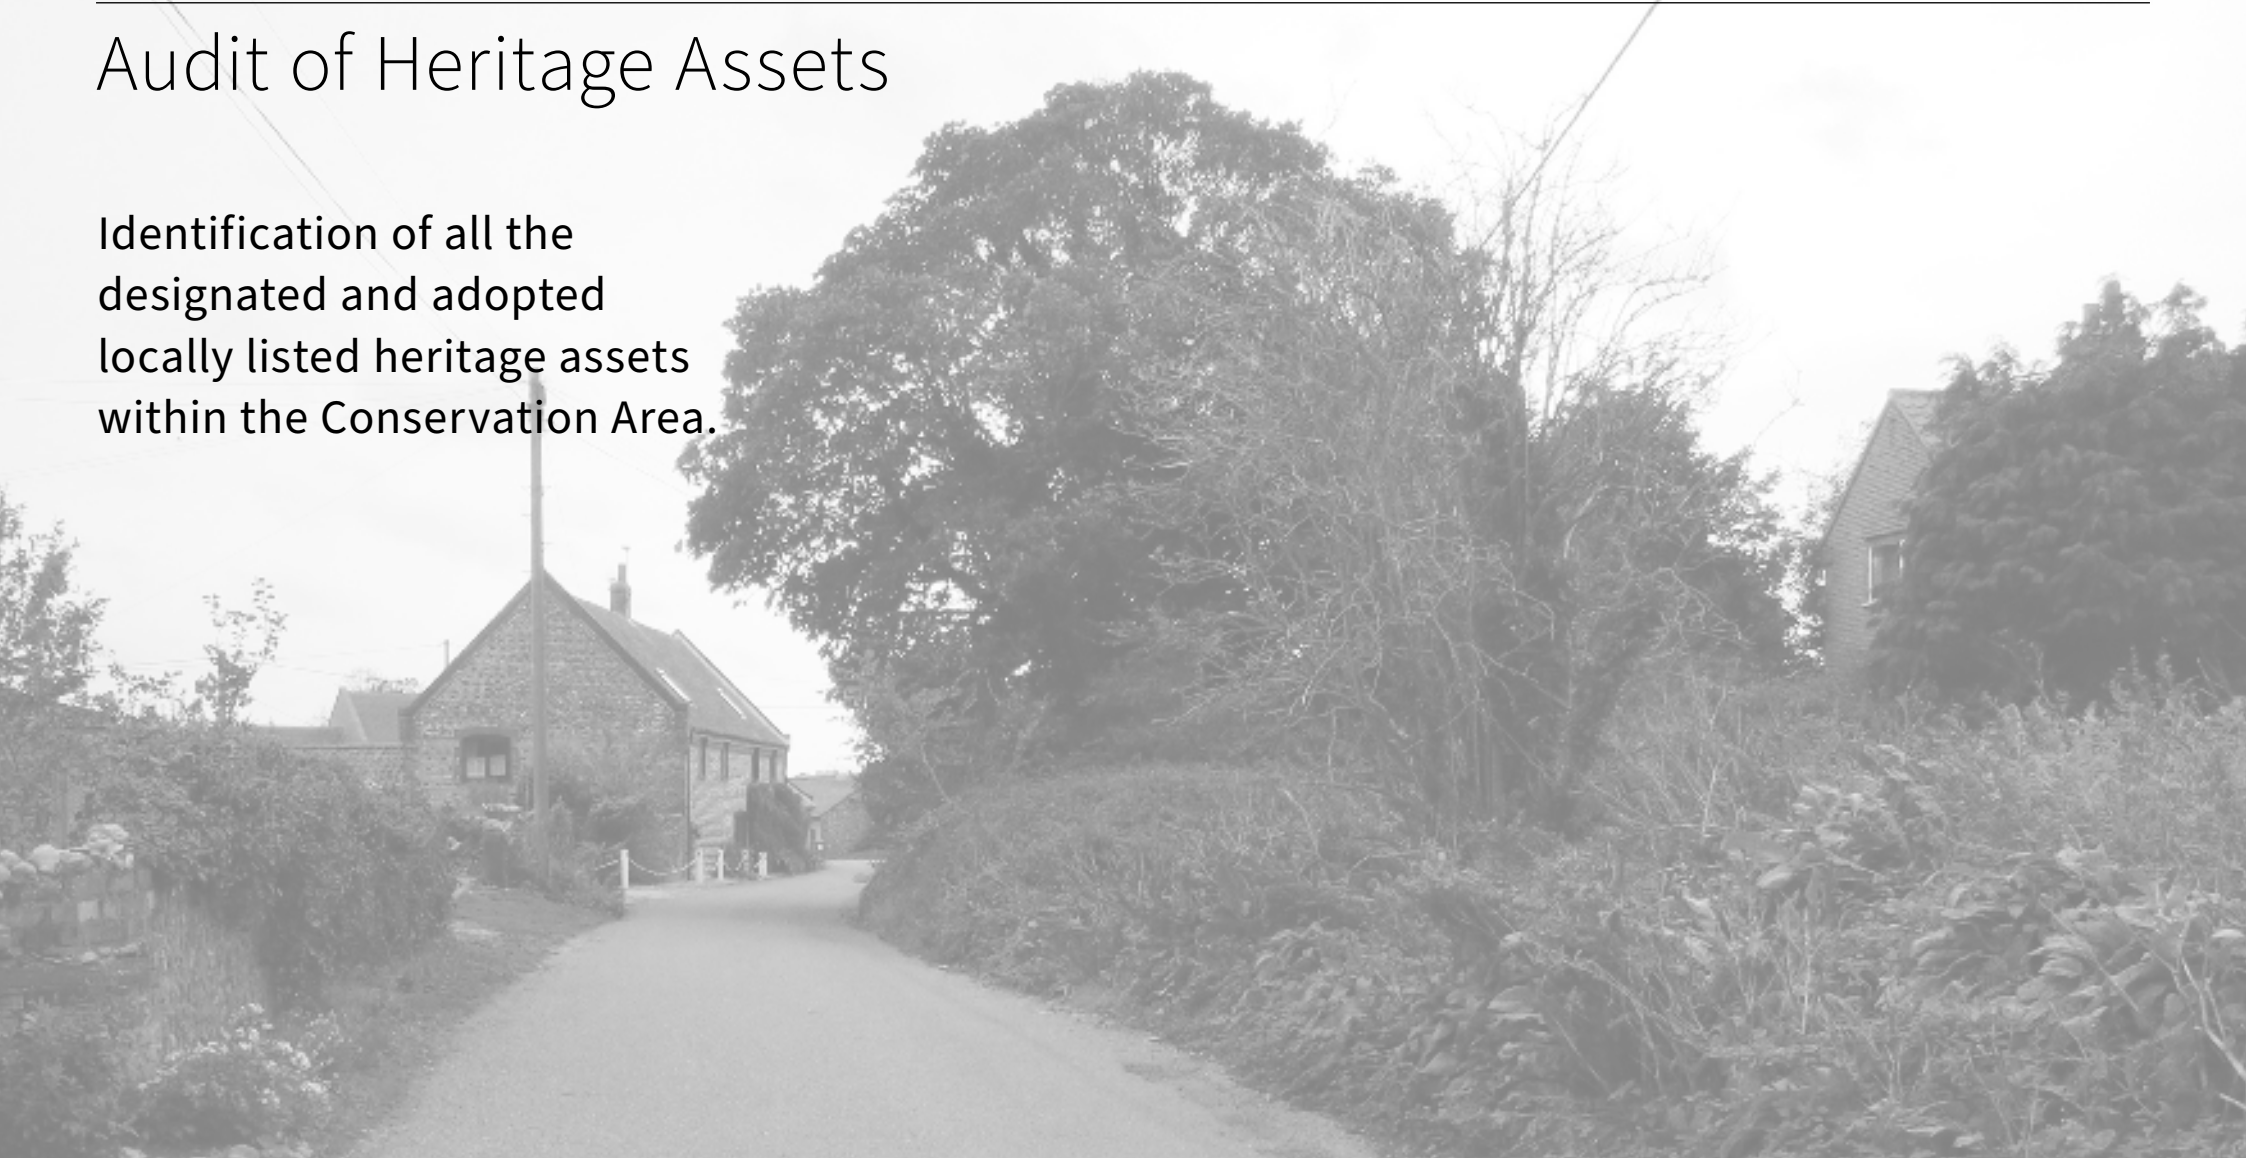 Audit of Heritage Assets
Identification of all the
designated and adopted
locally listed heritage assets
within the Conservation Area.